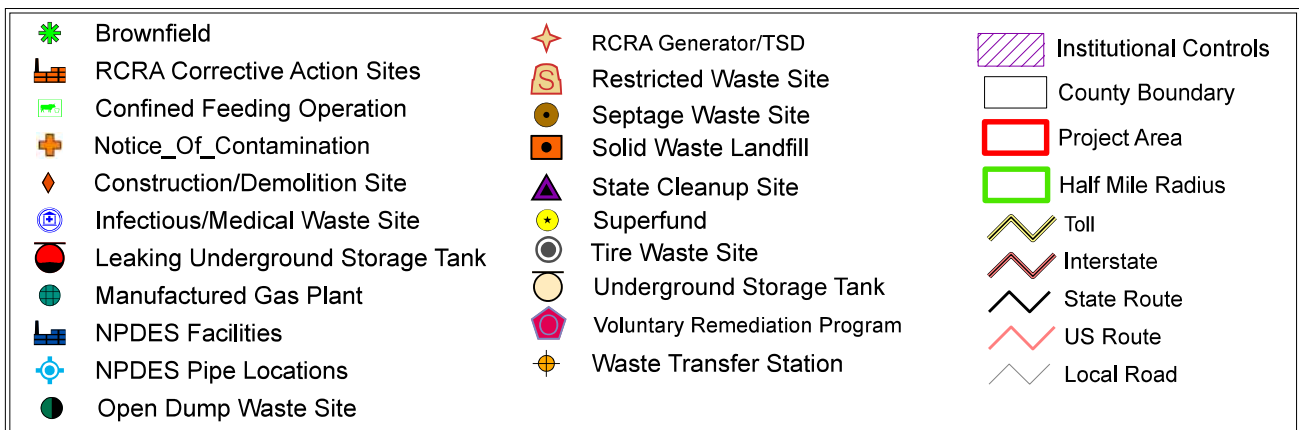 Brownfield
RCRA Corrective Action Sites
Confined Feeding Operation
Notice_Of_Contamination
Construction/Demolition Site
Infectious/Medical Waste Site
Leaking Underground Storage Tank
Manufactured Gas Plant
NPDES Facilities
NPDES Pipe Locations
Open Dump Waste Site
RCRA Generator/TSD
S
Restricted Waste Site
Septage Waste Site
Solid Waste Landfill
State Cleanup Site
Superfund
Tire Waste Site
Underground Storage Tank
Voluntary Remediation Program
Waste Transfer Station
Institutional Controls
County Boundary
Project Area
Half Mile Radius
Toll
Interstate
State Route
US Route
Local Road